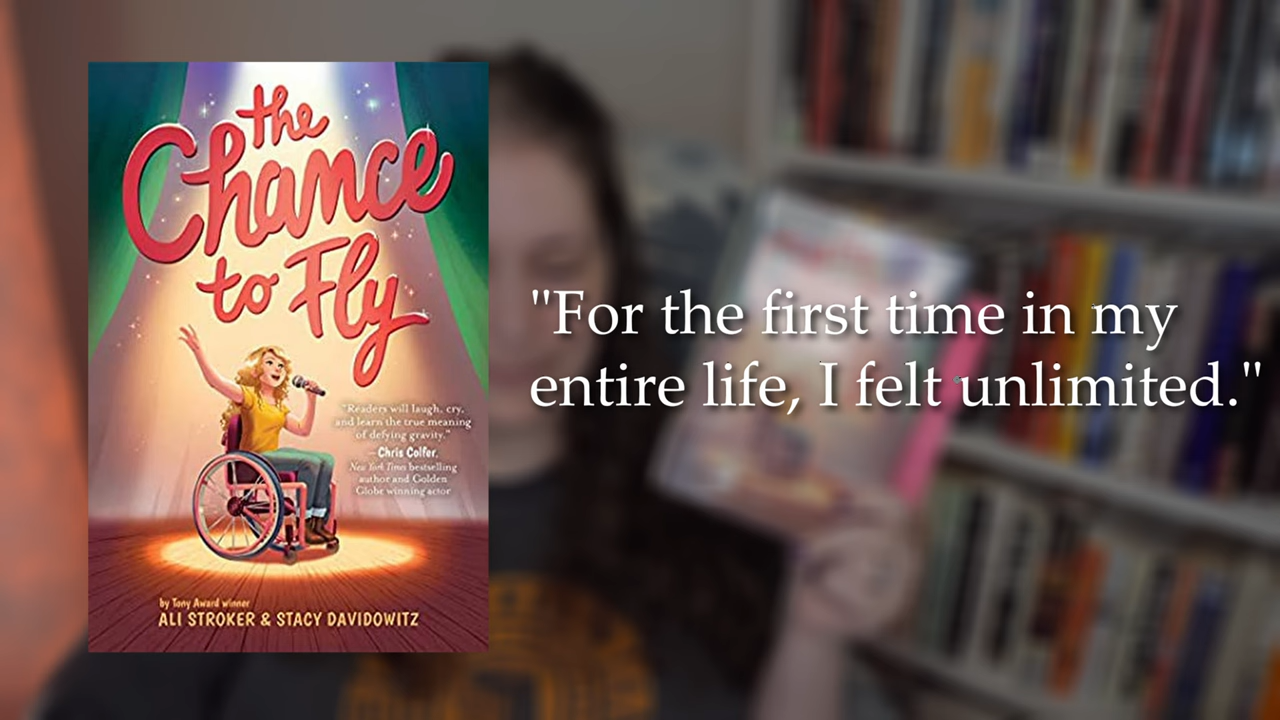 the
Chance
to Fly
"Readers will laugh, cry,
and learn the true meaning
of defying gravity."
—Chris Colfer,
New York Times bestselling
author and Golden
Globe winning actor
by Tony Award winner
ALI STROKER & STACY DAVIDOWITZ
"For the first time in my
entire life, I felt unlimited."